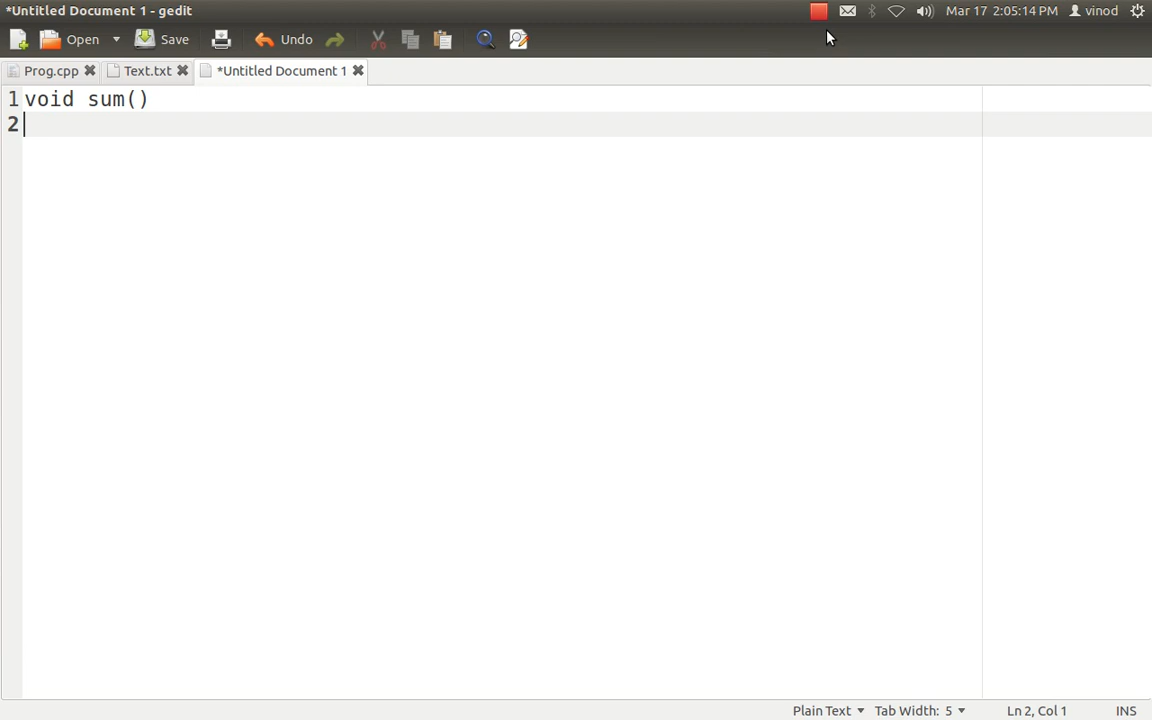 *Untitled Document 1 - gedit
Mar 17 2:05:14 PM vinod
Open Save Undo
Prog.cpp Text.txt *Untitled Document 1
1 void sum()
2
Plain Text Tab Width: 5 Ln 2, Col 1 INS